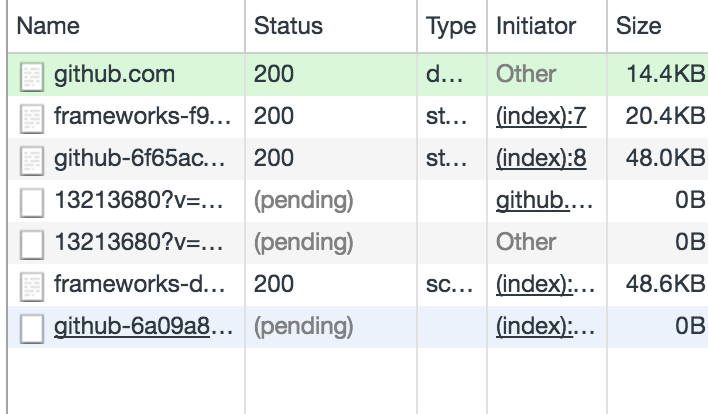 Name Status Type Initiator Size
github.com 200 d... Other 14.4KB
frameworks-f9... 200 st... (index):7 20.4KB
github-6f65ac... 200 st... (index):8 48.0KB
13213680?v=... (pending) github.... 0B
13213680?v=... (pending) Other 0B
frameworks-d... 200 sc... (index):... 48.6KB
github-6a09a8... (pending) (index):... 0B